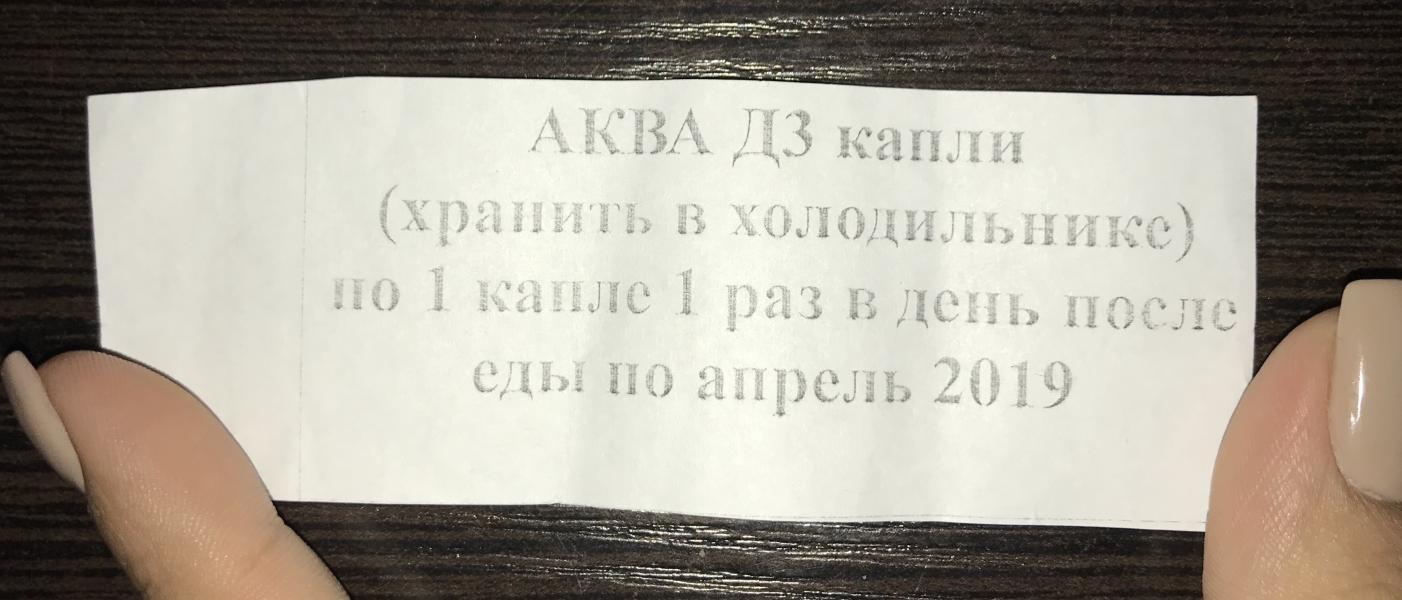 АКВА Д3 капли
(хранить в холодильнике)
по 1 капле 1 раз в день после
еды по апрель 2019